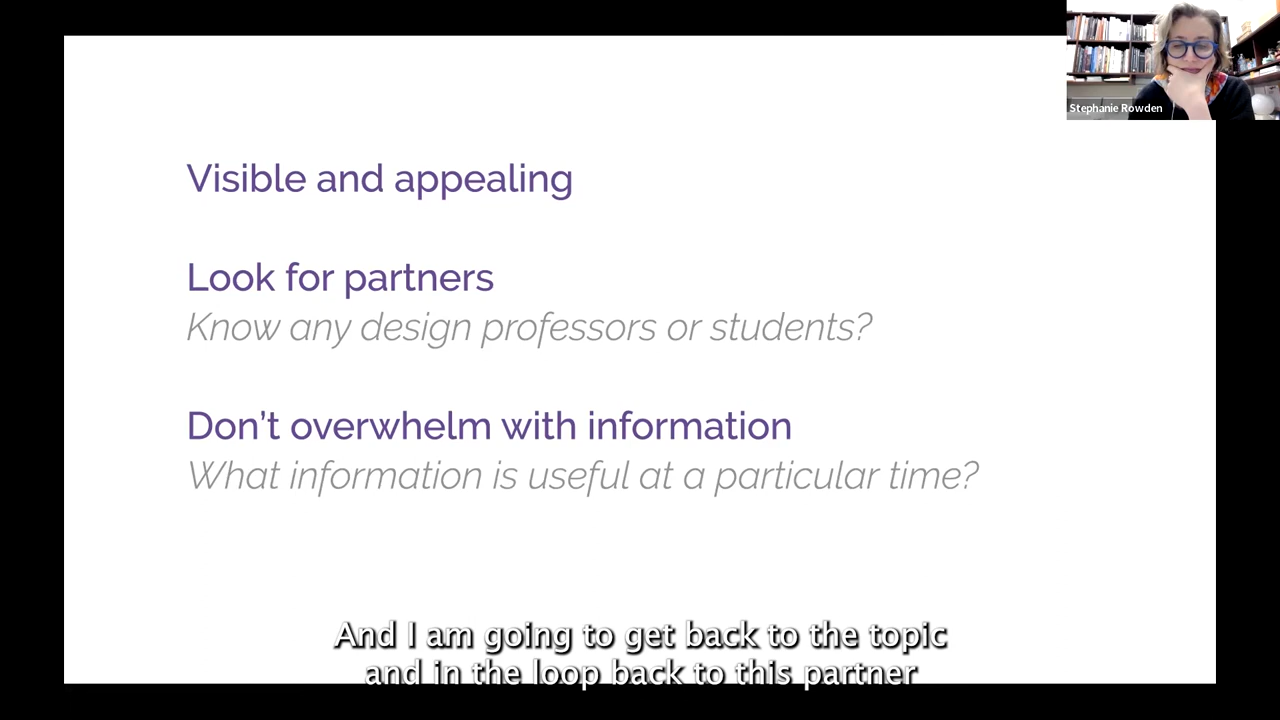 Stephanie Rowden
Visible and appealing
Look for partners
Know any design professors or students?
Don’t overwhelm with information
What information is useful at a particular time?
And I am going to get back to the topic
and in the loop back to this partner